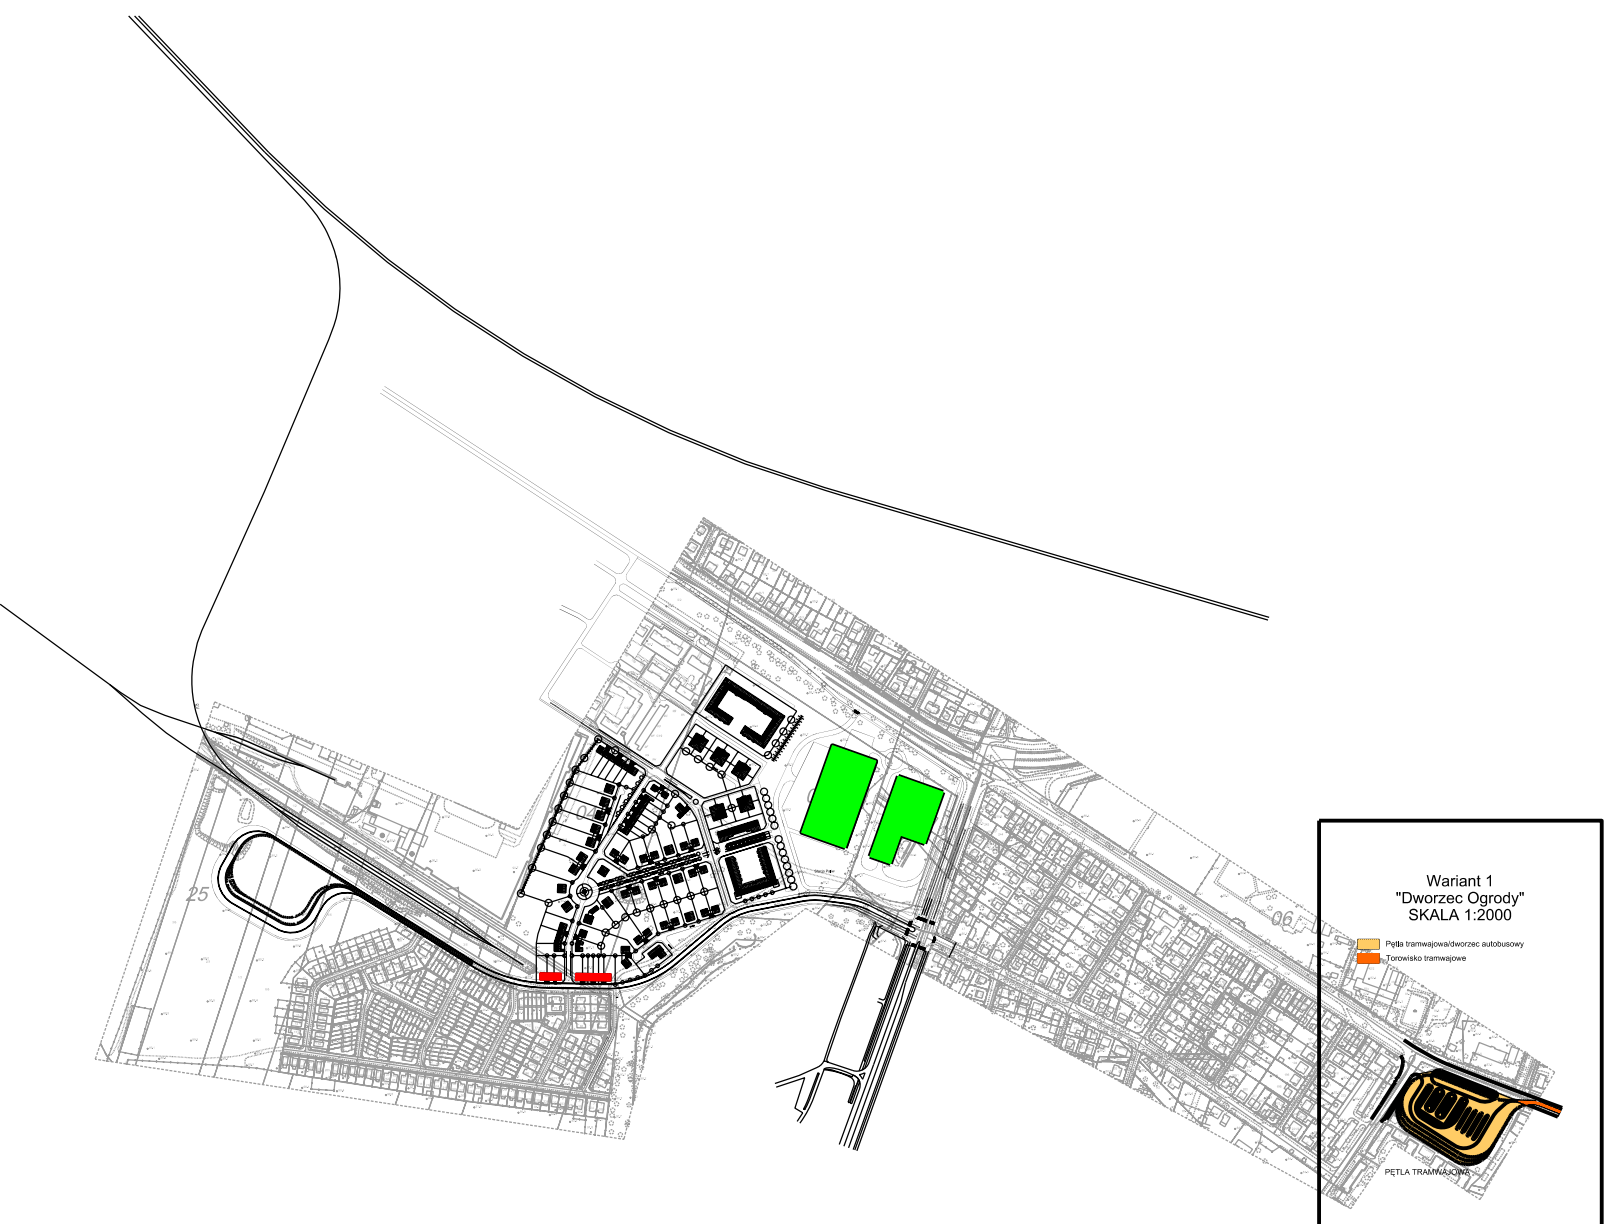 25
06
Wariant 1
"Dworzec Ogrody"
SKALA 1:2000
Pętla tramwajowa/dworzec autobusowy
Torowisko tramwajowe
PĘTLA TRAMWAJOWA